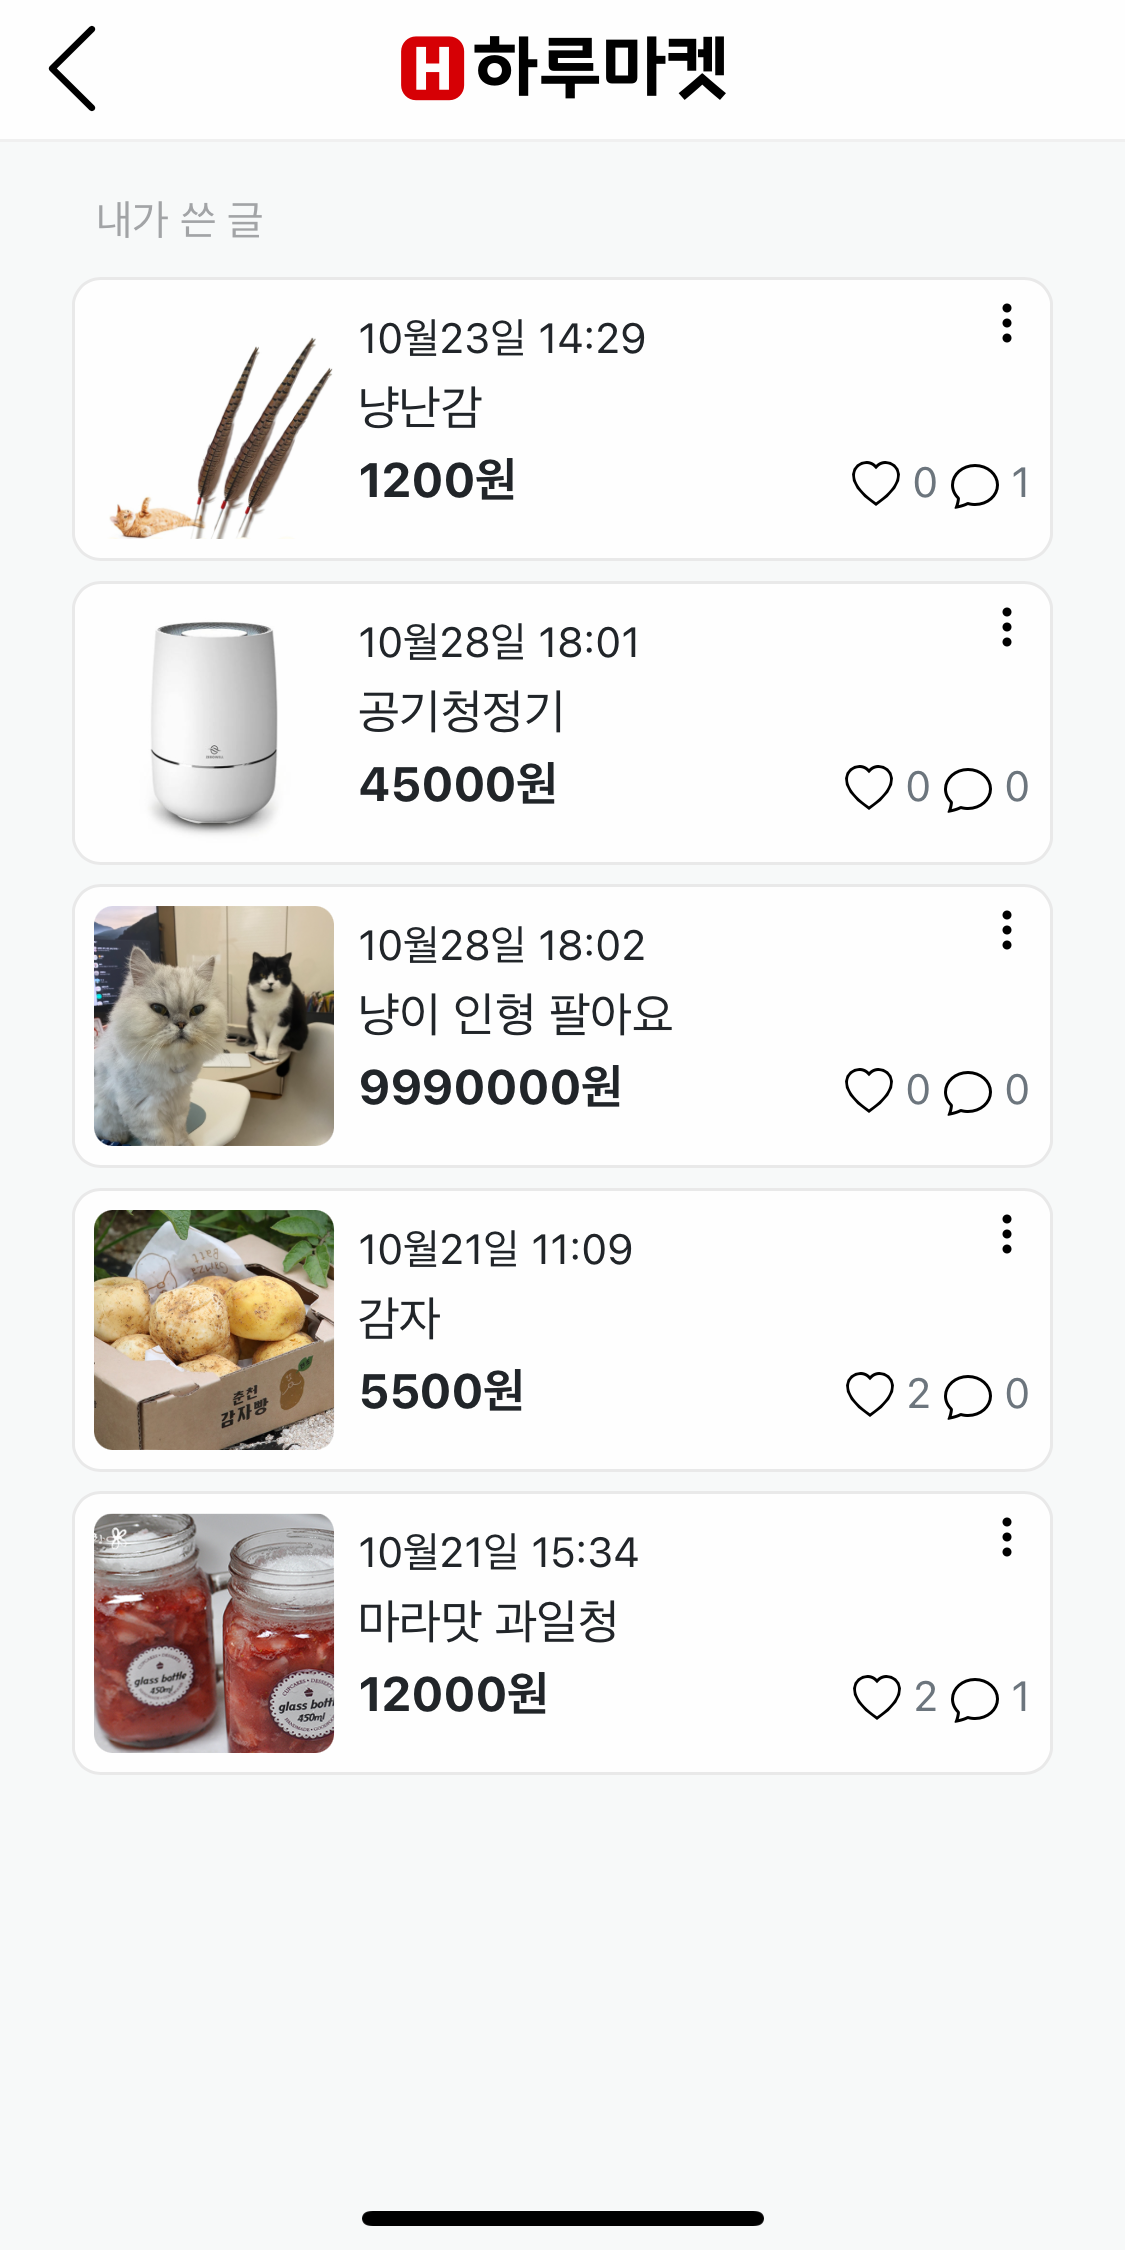 H 하루마켓
내가 쓴 글
10월23일 14:29
냥난감
1200원
0 1
10월28일 18:01
공기청정기
45000원
0 0
10월28일 18:02
냥이 인형 팔아요
9990000원
0 0
10월21일 11:09
감자
5500원
2 0
춘천
감자빵
10월21일 15:34
마라맛 과일청
12000원
2 1
glass bottle
450ml
glass bott
450ml